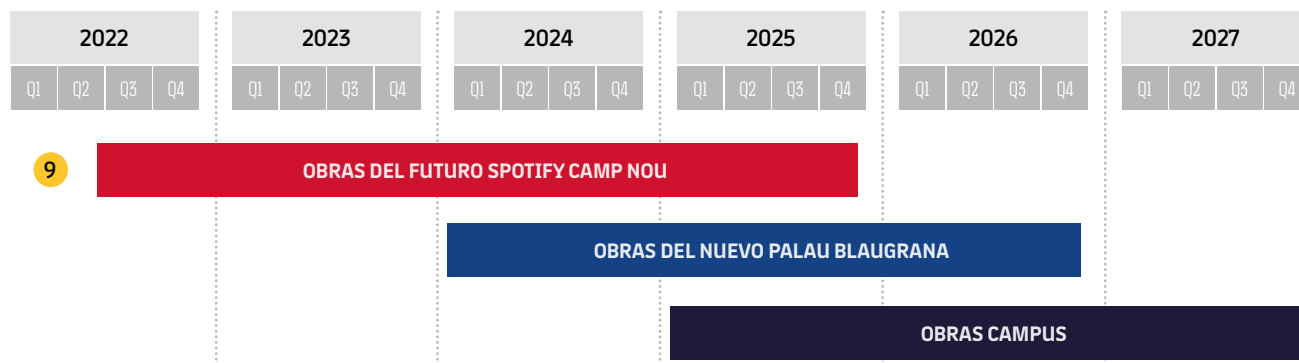 2022 2023 2024 2025 2026 2027
Q1 Q2 Q3 Q4 Q1 Q2 Q3 Q4 Q1 Q2 Q3 Q4 Q1 Q2 Q3 Q4 Q1 Q2 Q3 Q4 Q1 Q2 Q3 Q4
9 OBRAS DEL FUTURO SPOTIFY CAMP NOU
OBRAS DEL NUEVO PALAU BLAUGRANA
OBRAS CAMPUS